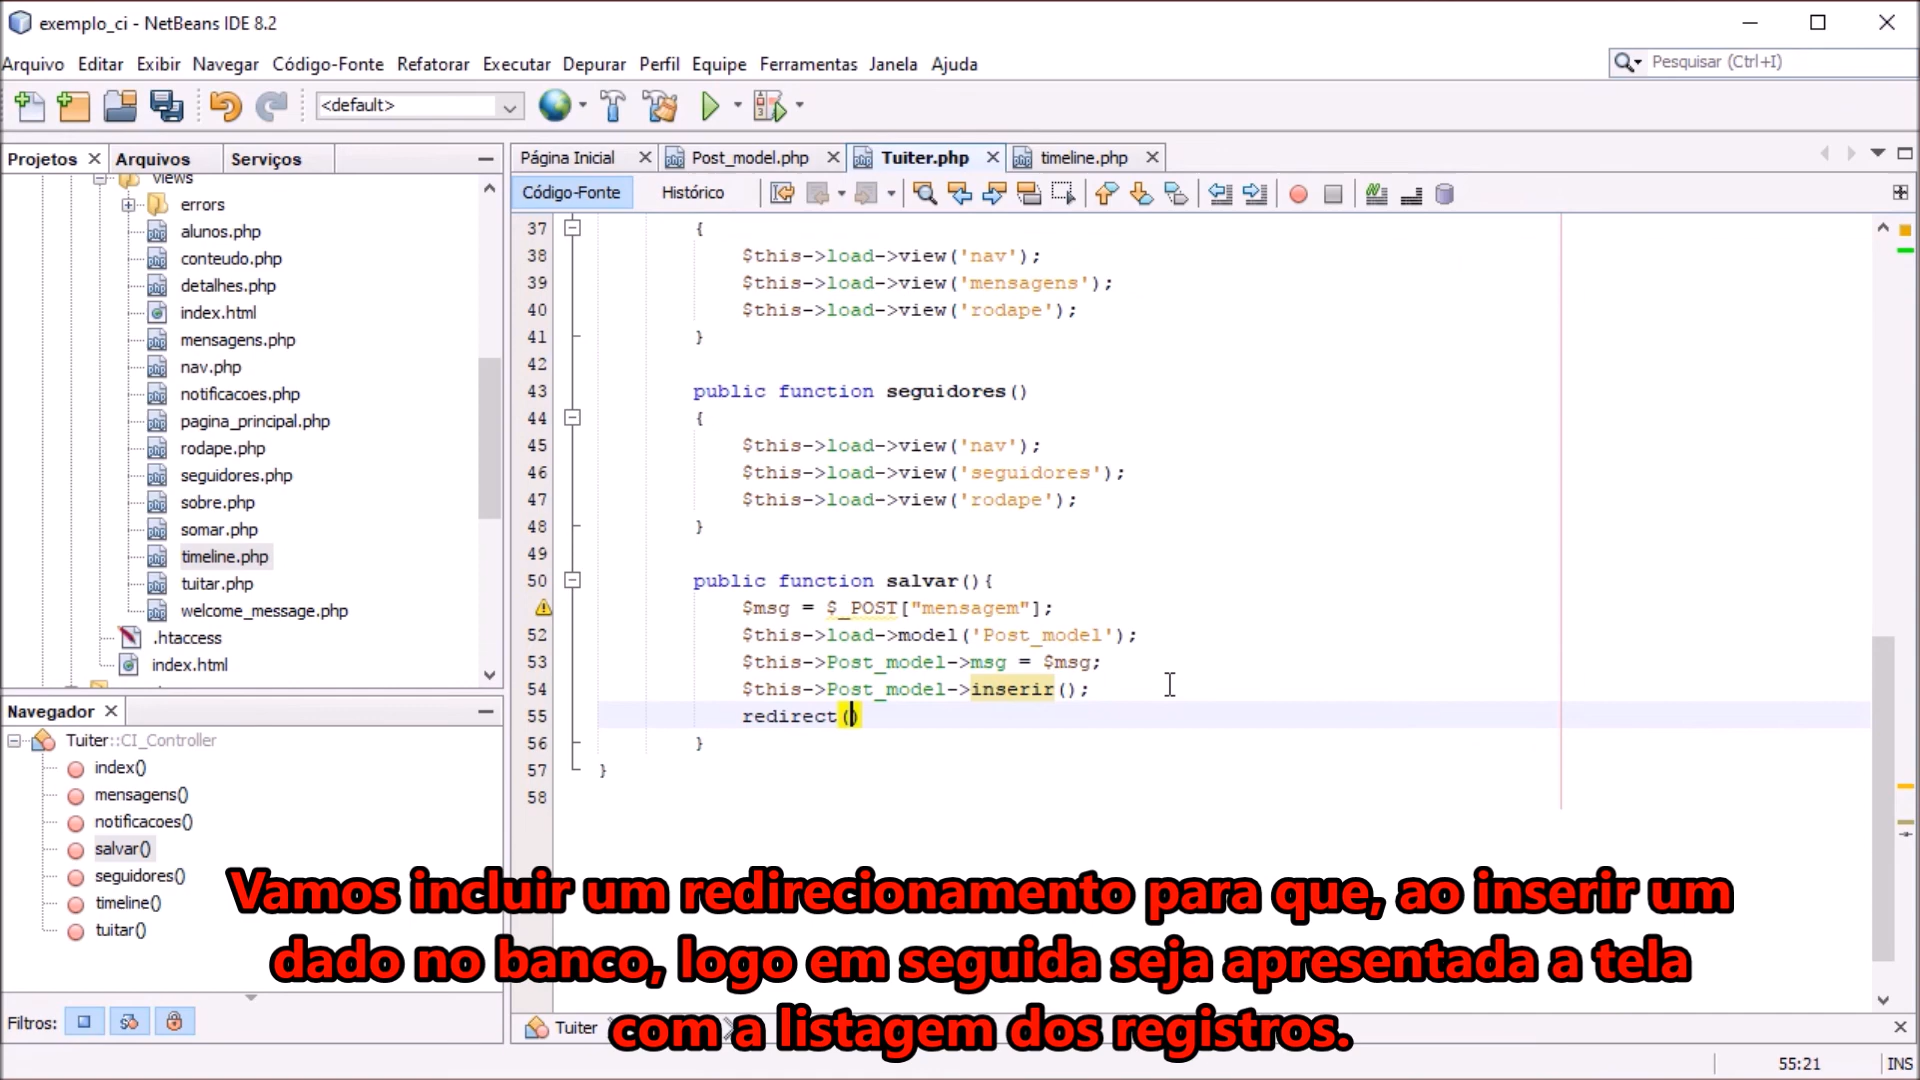 exemplo_ci - NetBeans IDE 8.2
Arquivo Editar Exibir Navegar Código-Fonte Refatorar Executar Depurar Perfil Equipe Ferramentas Janela Ajuda
Pesquisar (Ctrl+I)
<default>
Projetos Arquivos Serviços
views
errors
alunos.php
conteudo.php
detalhes.php
index.html
mensagens.php
nav.php
notificacoes.php
pagina_principal.php
rodape.php
seguidores.php
sobre.php
somar.php
timeline.php
tuitar.php
welcome_message.php
.htaccess
index.html
Navegador
Tuiter::CI_Controller
index()
mensagens()
notificacoes()
salvar()
seguidores()
timeline()
tuitar()
Filtros:
Página Inicial Post_model.php Tuiter.php timeline.php
Código-Fonte Histórico
37 {
38 $this->load->view('nav');
39 $this->load->view('mensagens');
40 $this->load->view('rodape');
41 }
42
43 public function seguidores()
44 {
45 $this->load->view('nav');
46 $this->load->view('seguidores');
47 $this->load->view('rodape');
48 }
49
50 public function salvar(){
$msg = $_POST["mensagem"];
52 $this->load->model('Post_model');
53 $this->Post_model->msg = $msg;
54 $this->Post_model->inserir();
55 redirect()
56 }
57 }
58
Vamos incluir um redirecionamento para que, ao inserir um
dado no banco, logo em seguida seja apresentada a tela
com a listagem dos registros.
Tuiter
55:21 INS